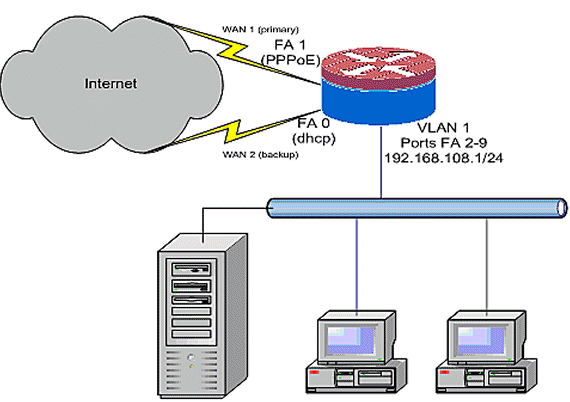 WAN 1 (primary)
FA 1
(PPPoE)
Internet
FA 0
(dhcp)
WAN 2 (backup)
VLAN 1
Ports FA 2-9
192.168.108.1/24